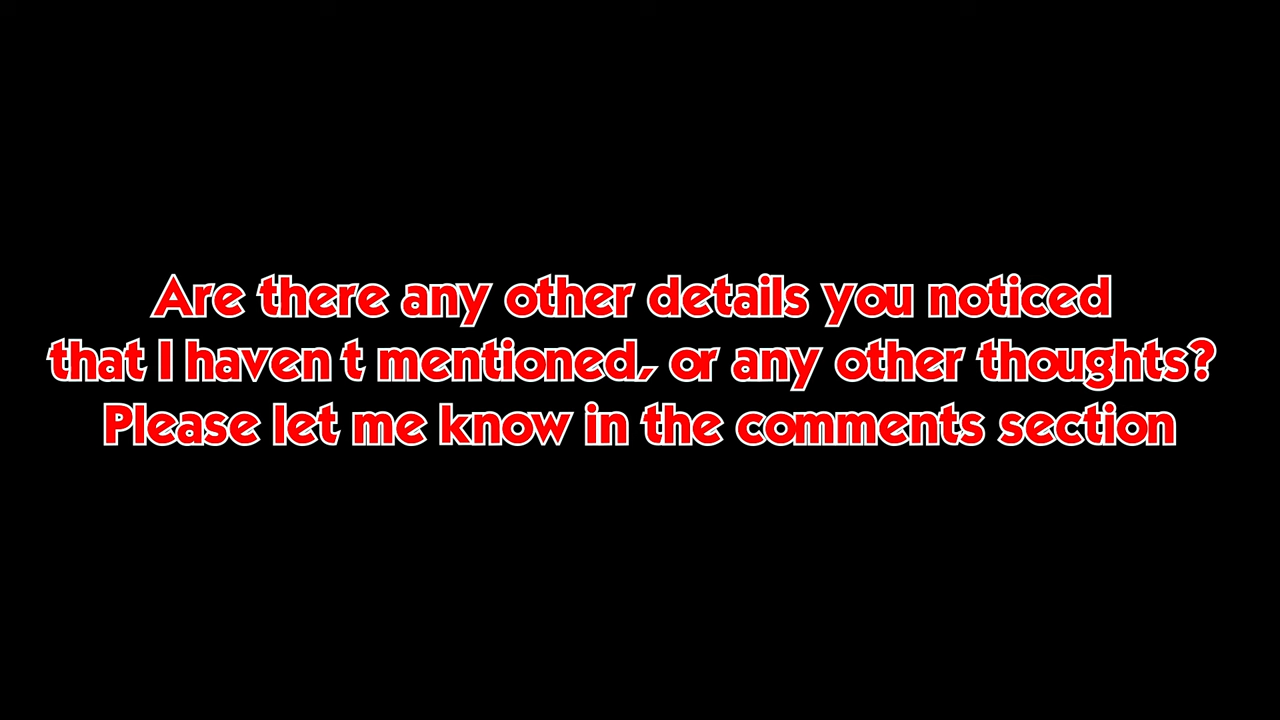 Are there any other details you noticed
that I haven t mentioned, or any other thoughts?
Please let me know in the comments section